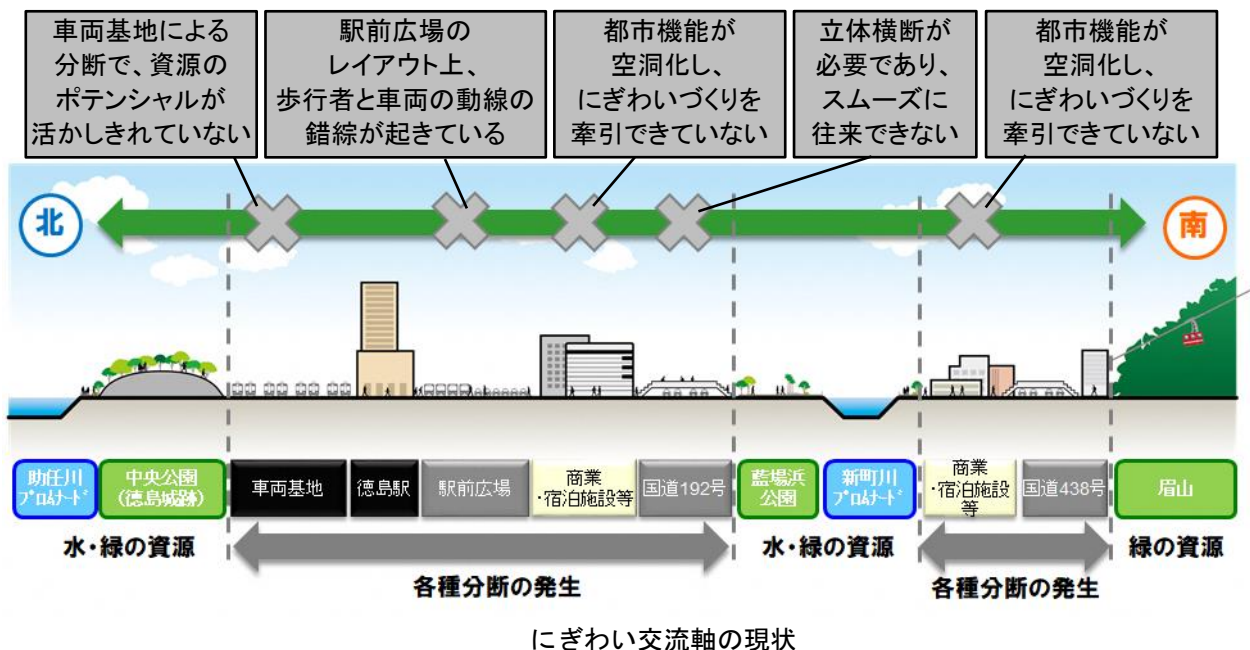 車両基地による
分断で、資源の
ポテンシャルが
活かしきれていない
駅前広場の
レイアウト上、
歩行者と車両の動線の
錯綜が起きている
都市機能が
空洞化し、
にぎわいづくりを
牽引できていない
立体横断が
必要であり、
スムーズに
往来できない
都市機能が
空洞化し、
にぎわいづくりを
牽引できていない
北
南
助任川
プロムナード
中央公園
(徳島城跡)
車両基地
徳島駅
駅前広場
商業
・宿泊施設等
国道192号
藍場浜
公園
新町川
プロムナード
商業
・宿泊施設
等
国道438号
眉山
水・緑の資源
各種分断の発生
水・緑の資源
各種分断の発生
緑の資源
にぎわい交流軸の現状